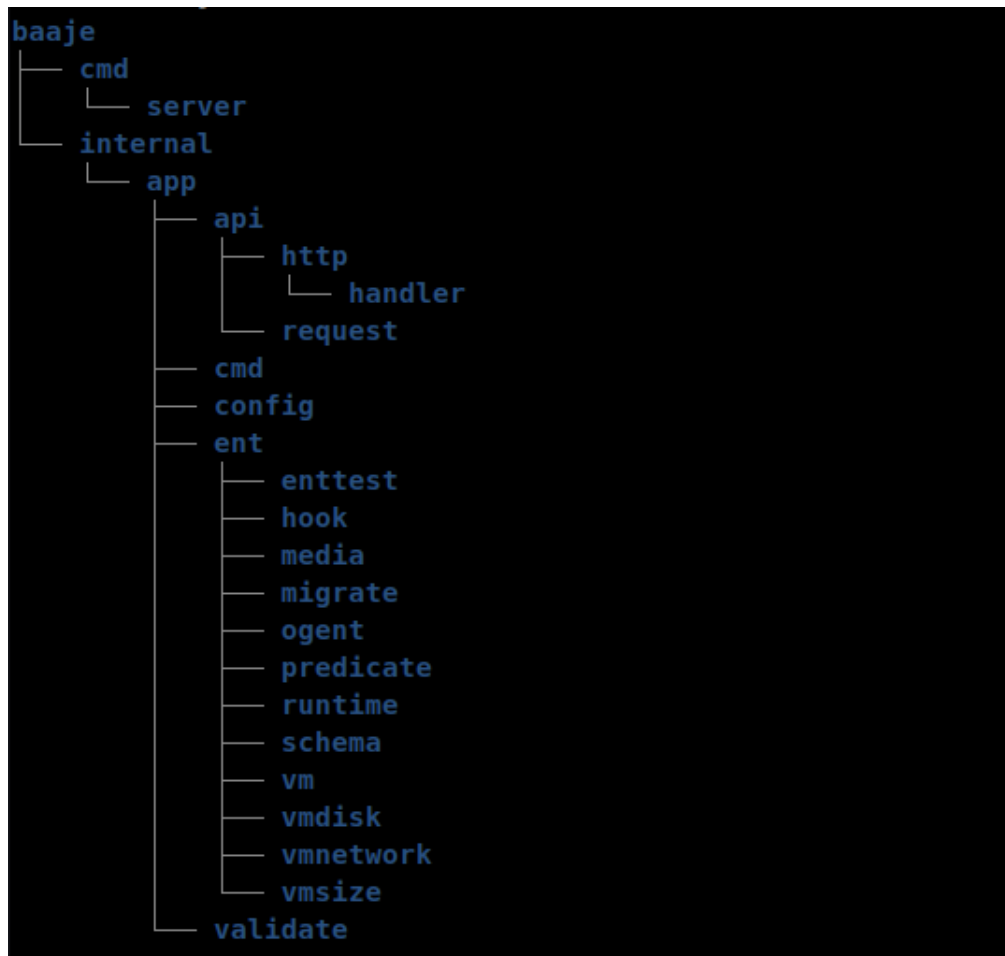 baaje
cmd
server
internal
app
api
http
handler
request
cmd
config
ent
enttest
hook
media
migrate
ogent
predicate
runtime
schema
vm
vmdisk
vmnetwork
vmsize
validate